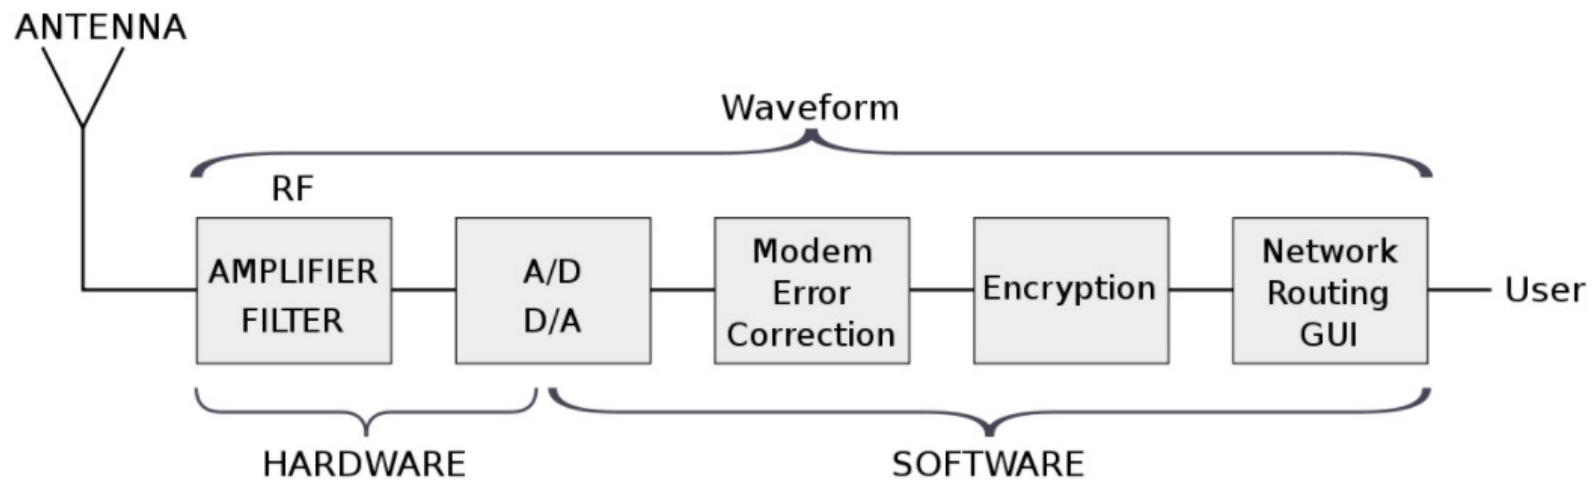 ANTENNA
Waveform
RF
AMPLIFIER
FILTER
A/D
D/A
Modem
Error
Correction
Encryption
Network
Routing
GUI
User
HARDWARE
SOFTWARE